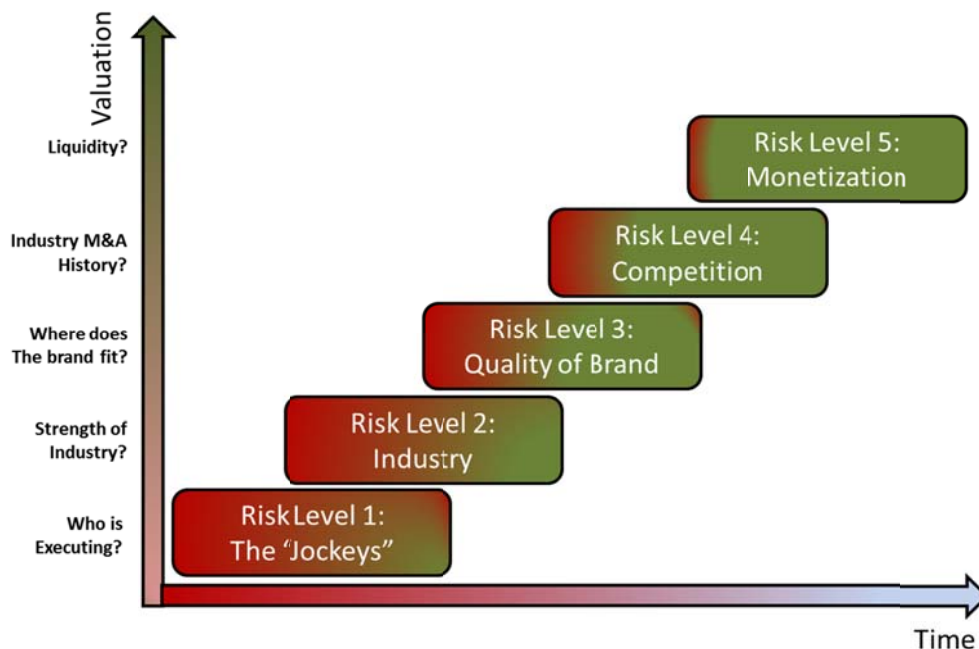 Valuation
Liquidity?
Risk Level 5:
Monetization
Industry M&A
History?
Risk Level 4:
Competition
Where does
The brand fit?
Risk Level 3:
Quality of Brand
Strength of
Industry?
Risk Level 2:
Industry
Who is
Executing?
Risk Level 1:
The “Jockeys”
Time